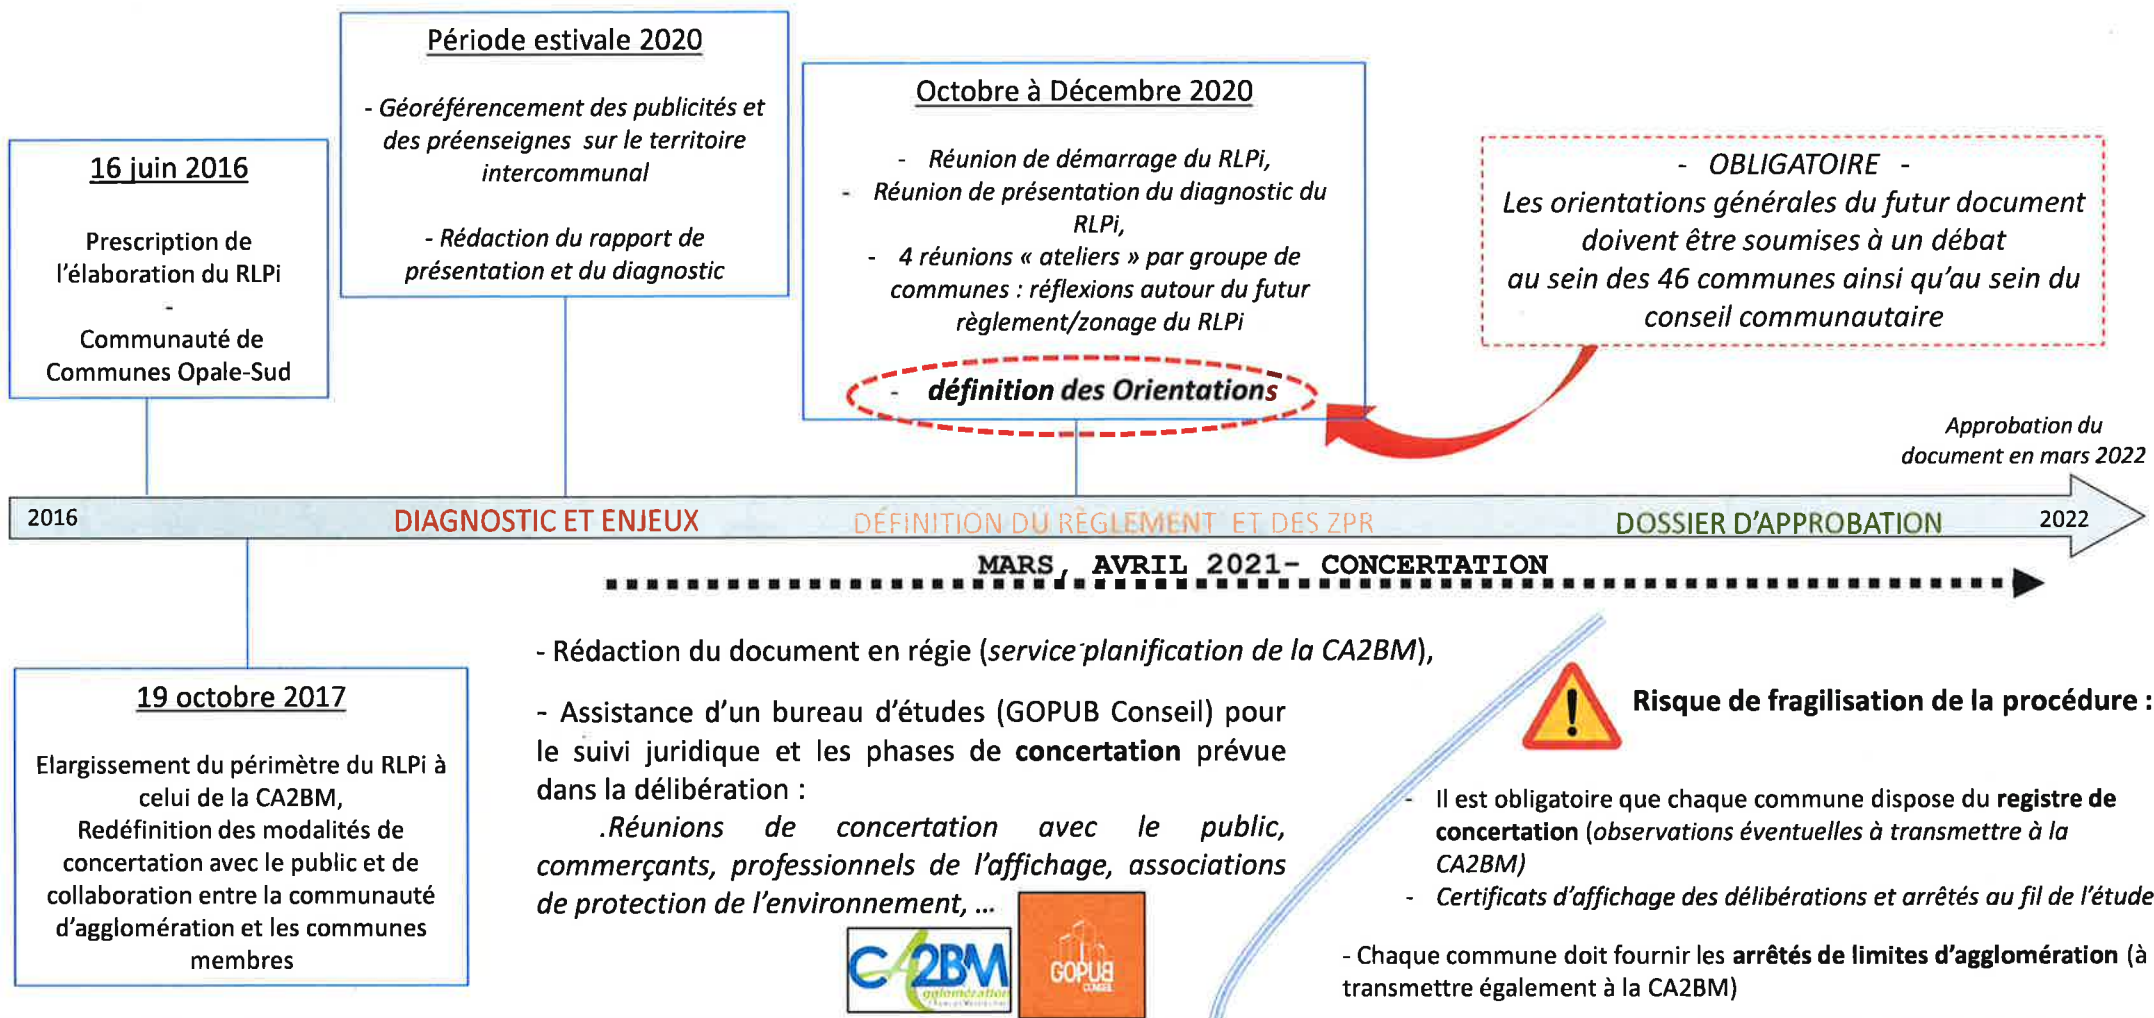 16 juin 2016
Prescription de
l'élaboration du RLPi
-
Communauté de
Communes Opale-Sud
Période estivale 2020
- Géoréférencement des publicités et
des préenseignes sur le territoire
intercommunal
- Rédaction du rapport de
présentation et du diagnostic
Octobre à Décembre 2020
- Réunion de démarrage du RLPi,
- Réunion de présentation du diagnostic du
RLPi,
- 4 réunions « ateliers » par groupe de
communes : réflexions autour du futur
règlement/zonage du RLPi
- définition des Orientations
- OBLIGATOIRE -
Les orientations générales du futur document
doivent être soumises à un débat
au sein des 46 communes ainsi qu'au sein du
conseil communautaire
Approbation du
document en mars 2022
2016
DIAGNOSTIC ET ENJEUX
DÉFINITION DU RÈGLEMENT ET DES ZPR
DOSSIER D'APPROBATION
2022
MARS, AVRIL 2021- CONCERTATION
19 octobre 2017
Elargissement du périmètre du RLPi à
celui de la CA2BM,
Redéfinition des modalités de
concertation avec le public et de
collaboration entre la communauté
d'agglomération et les communes
membres
- Rédaction du document en régie (service planification de la CA2BM),
- Assistance d'un bureau d'études (GOPUB Conseil) pour
le suivi juridique et les phases de concertation prévue
dans la délibération :
.Réunions de concertation avec le public,
commerçants, professionnels de l'affichage, associations
de protection de l'environnement, ...
CA2BM
agglomération
GOPUB
CONSEIL
Risque de fragilisation de la procédure :
- Il est obligatoire que chaque commune dispose du registre de
concertation (observations éventuelles à transmettre à la
CA2BM)
- Certificats d'affichage des délibérations et arrêtés au fil de l'étude
- Chaque commune doit fournir les arrêtés de limites d'agglomération (à
transmettre également à la CA2BM)